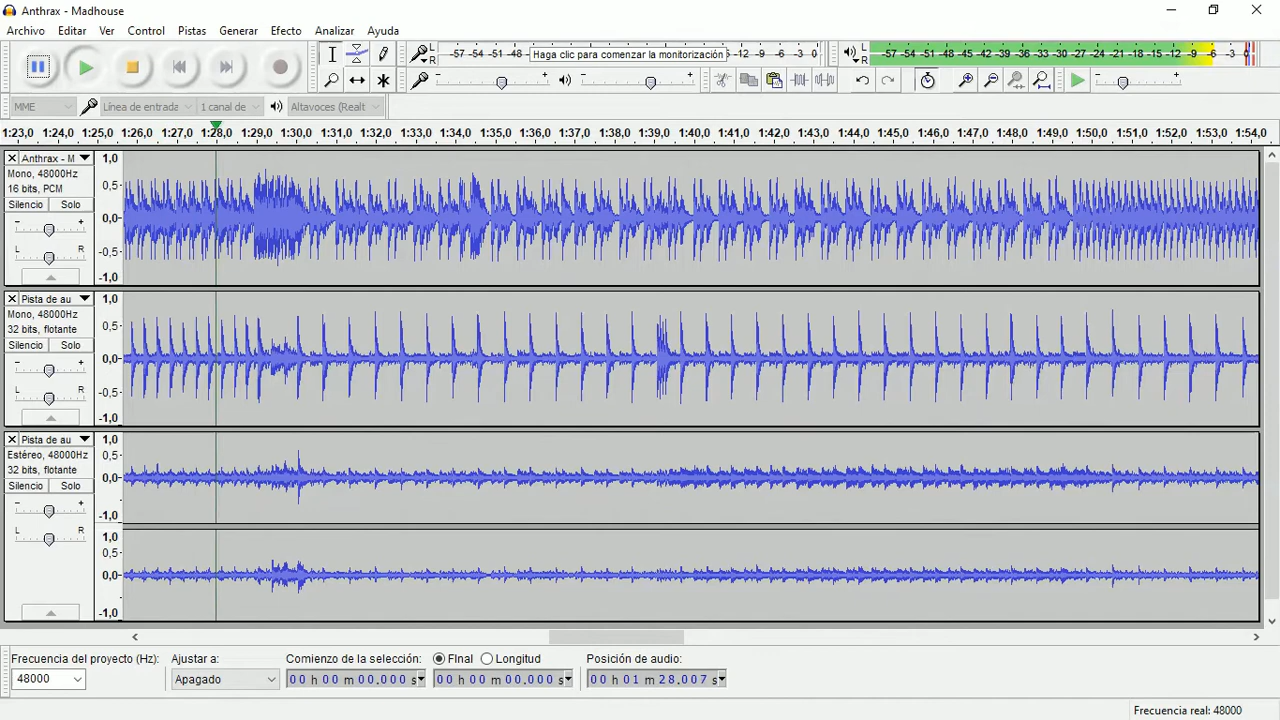 Anthrax - Madhouse
Archivo Editar Ver Control Pistas Generar Efecto Analizar Ayuda
L R -57 -54 -51 -48 Haga clic para comenzar la monitorización -12 -9 -6 -3 0
L R -57 -54 -51 -48 -45 -42 -39 -36 -33 -30 -27 -24 -21 -18 -15 -12 -9 -6 -3 0
MME Línea de entrada 1 canal de Altavoces (Realt
1:23,0 1:24,0 1:25,0 1:26,0 1:27,0 1:28,0 1:29,0 1:30,0 1:31,0 1:32,0 1:33,0 1:34,0 1:35,0 1:36,0 1:37,0 1:38,0 1:39,0 1:40,0 1:41,0 1:42,0 1:43,0 1:44,0 1:45,0 1:46,0 1:47,0 1:48,0 1:49,0 1:50,0 1:51,0 1:52,0 1:53,0 1:54,0
Anthrax - M 1,0
Mono, 48000Hz
16 bits, PCM 0,5
Silencio Solo
- + 0,0
L R -0,5
-1,0
Pista de au 1,0
Mono, 48000Hz
32 bits, flotante 0,5
Silencio Solo
- + 0,0
L R -0,5
-1,0
Pista de au 1,0
Estéreo, 48000Hz 0,5
32 bits, flotante
Silencio Solo 0,0
- +
-1,0
L R 1,0
0,5
0,0
-1,0
Frecuencia del proyecto (Hz): Ajustar a: Comienzo de la selección: FInal Longitud Posición de audio:
48000 Apagado 00 h 00 m 00.000 s 00 h 00 m 00.000 s 00 h 01 m 28.007 s
Frecuencia real: 48000